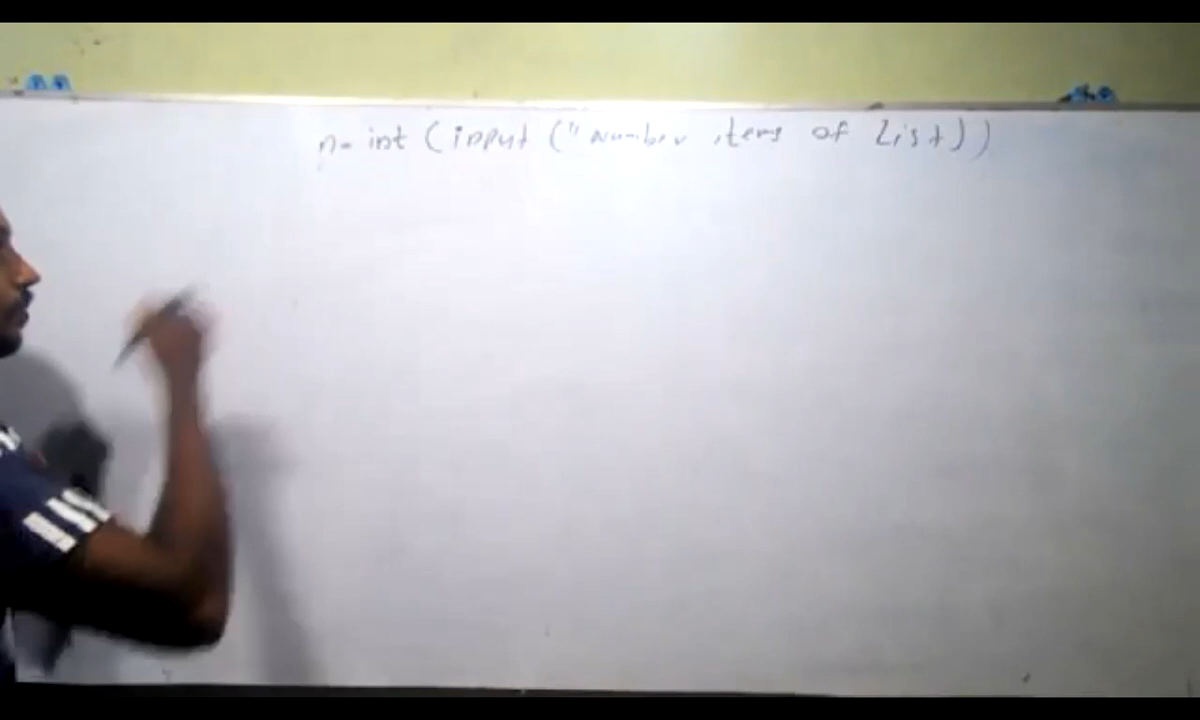 n= int (input ("Number items of List))